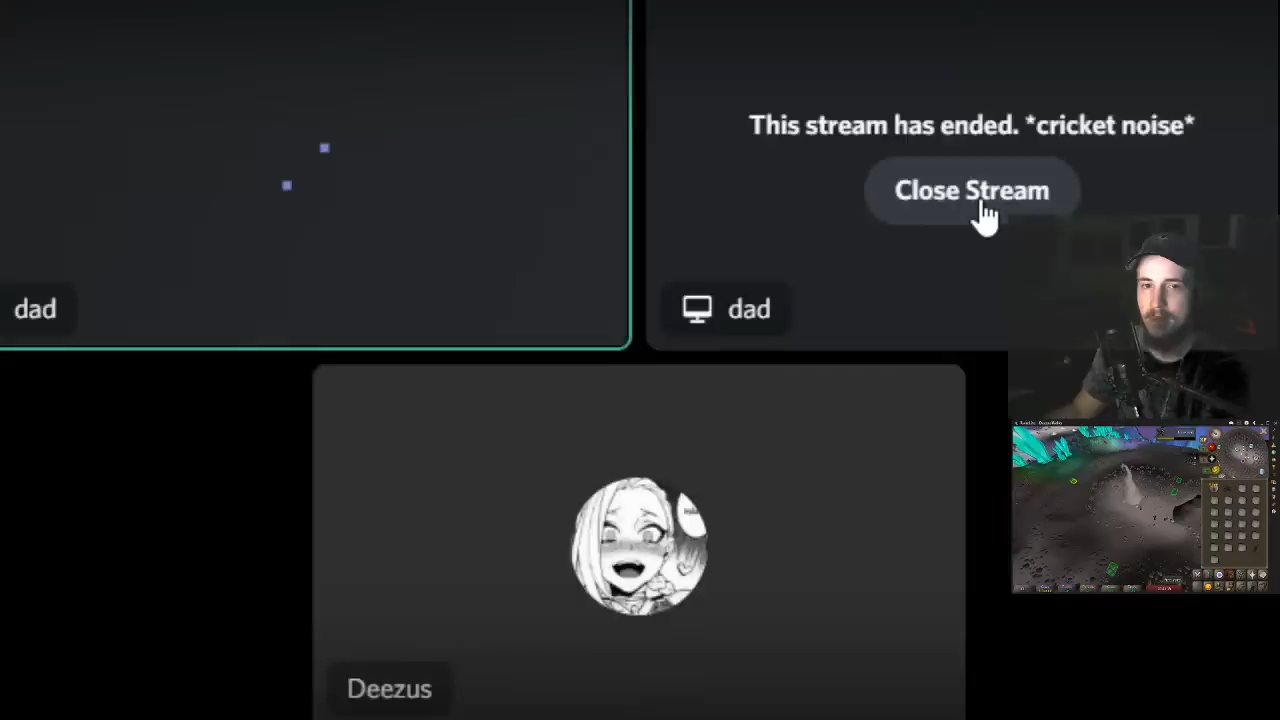 This stream has ended. *cricket noise*
Close Stream
dad
dad
Deezus